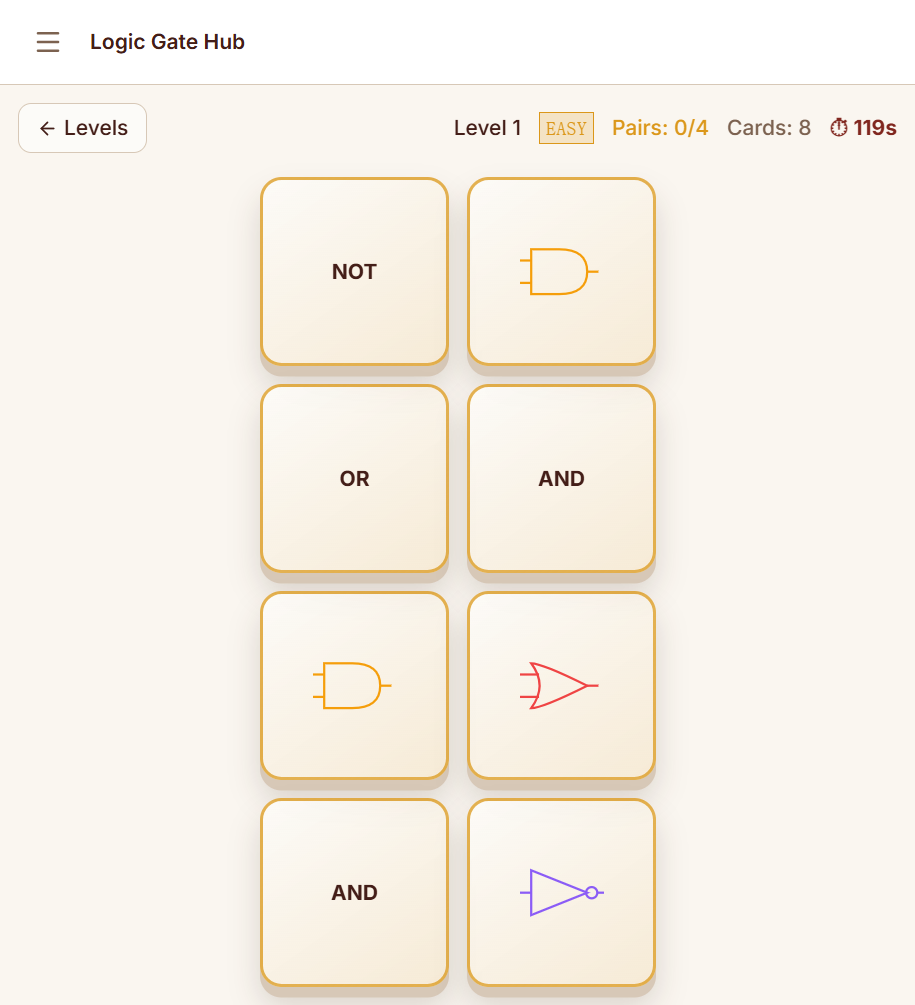 Logic Gate Hub
← Levels
Level 1 EASY Pairs: 0/4 Cards: 8 ⏱ 119s
NOT
OR
AND
AND